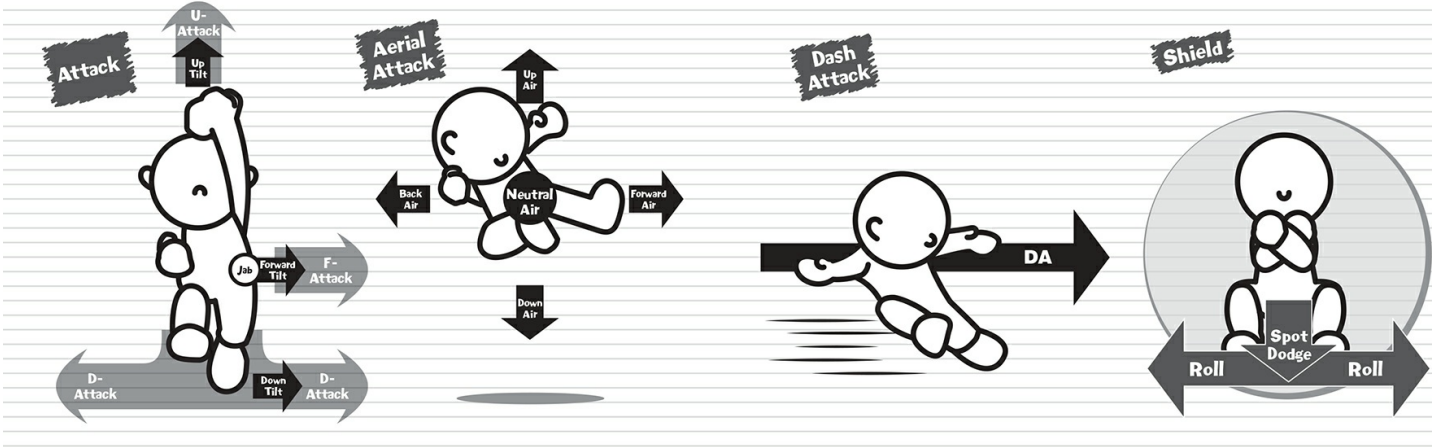 Attack
U-
Attack
Up
Tilt
Jab
Forward
Tilt
F-
Attack
D-
Attack
Down
Tilt
D-
Attack
Aerial
Attack
Up
Air
Back
Air
Neutral
Air
Forward
Air
Down
Air
Dash
Attack
DA
Shield
Spot
Dodge
Roll
Roll